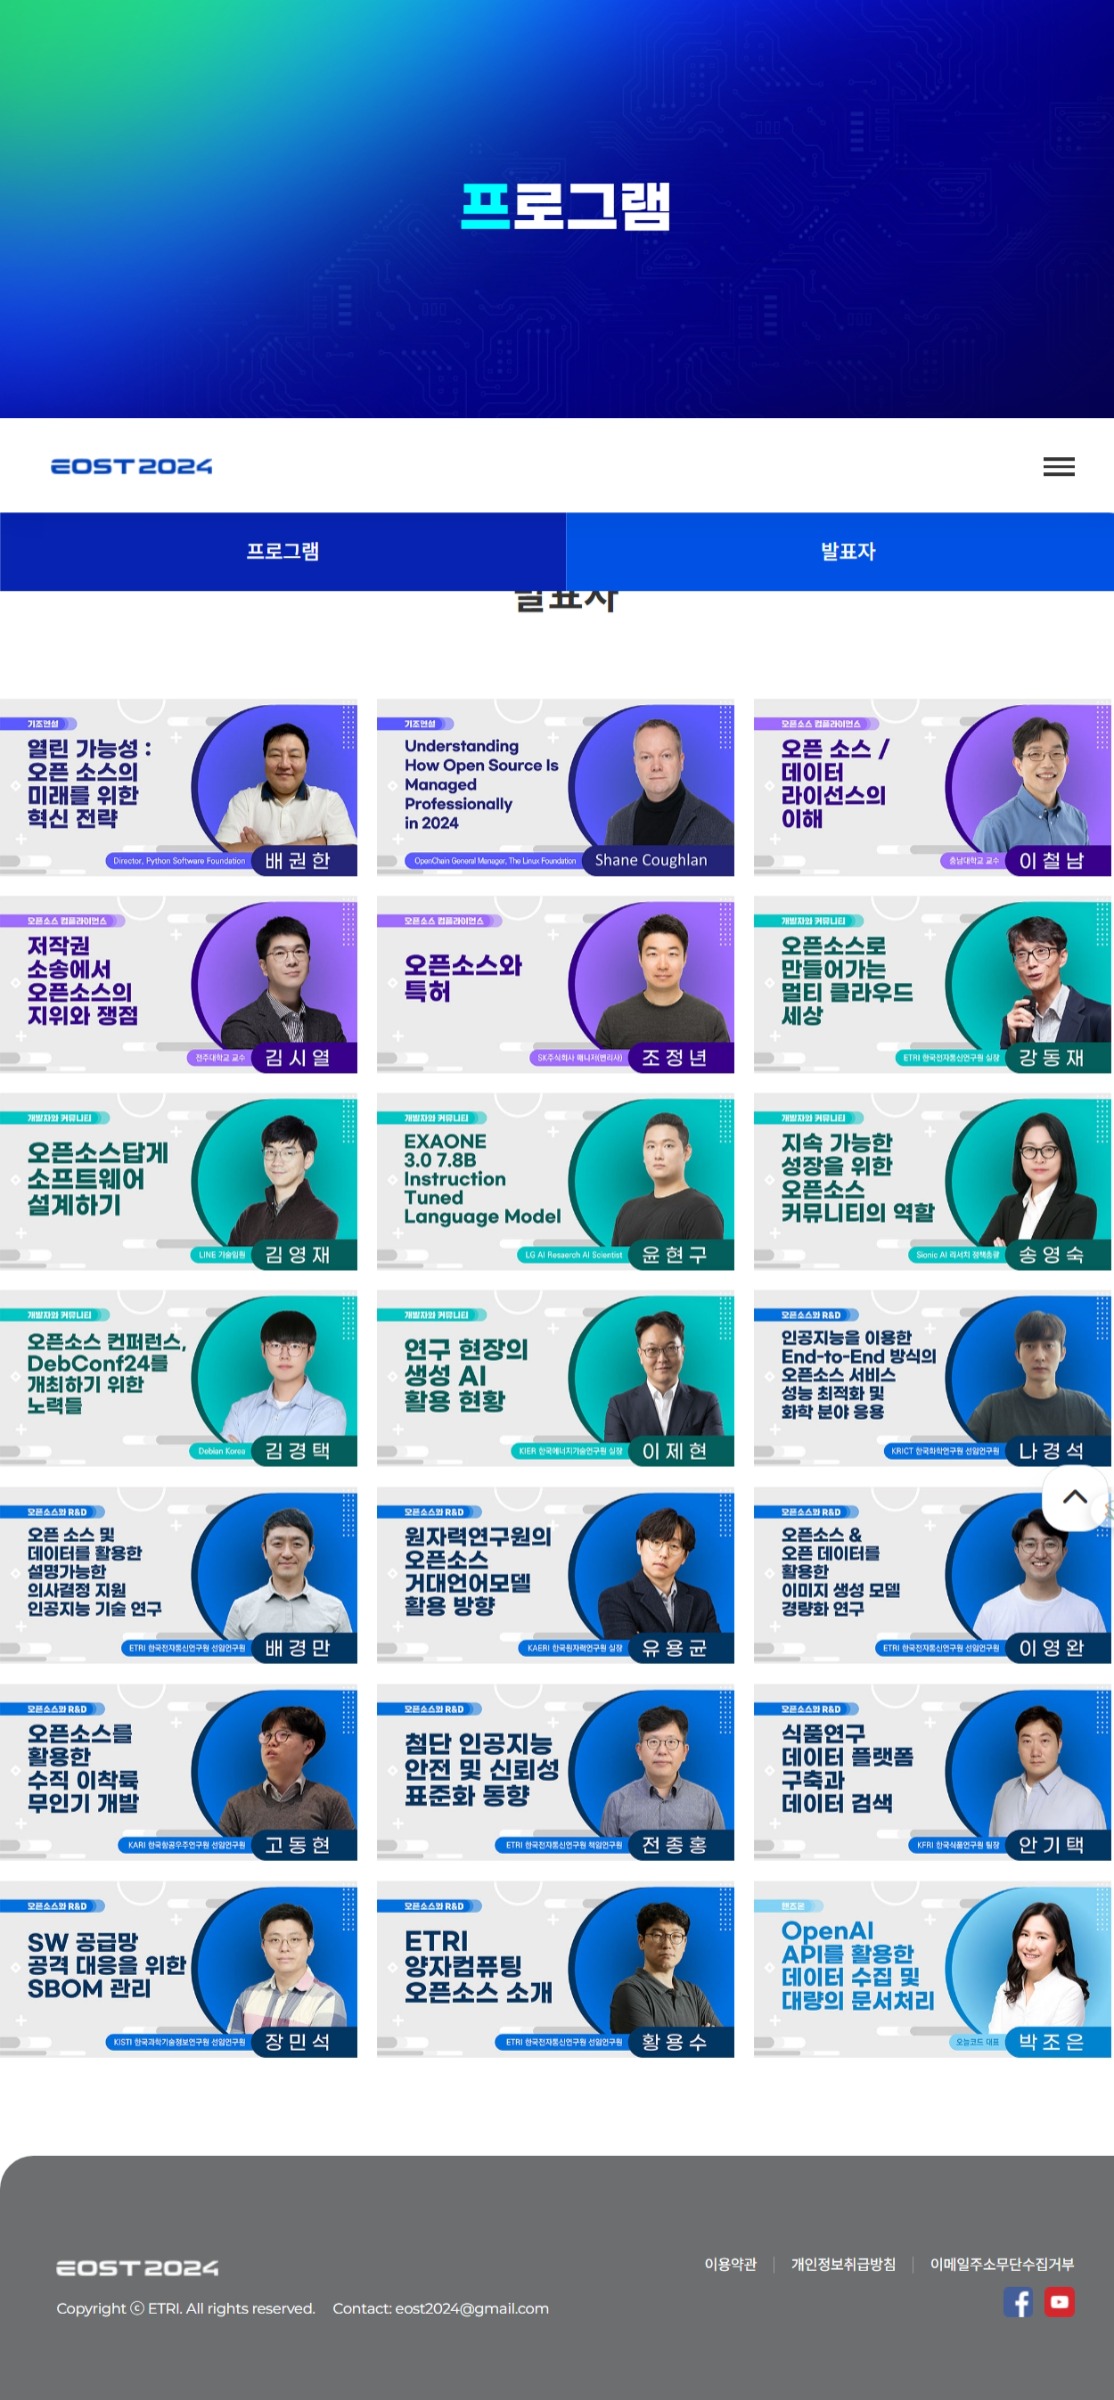 프로그램
EOST2024
프로그램
발표자
발표자
기조연설
열린 가능성 :
오픈 소스의
미래를 위한
혁신 전략
Director, Python Software Foundation
배권한
기조연설
Understanding
How Open Source Is
Managed
Professionally
in 2024
OpenChain General Manager, The Linux Foundation
Shane Coughlan
오픈소스 컴플라이언스
오픈 소스 /
데이터
라이선스의
이해
충남대학교 교수
이철남
오픈소스 컴플라이언스
저작권
소송에서
오픈소스의
지위와 쟁점
전주대학교 교수
김시열
오픈소스 컴플라이언스
오픈소스와
특허
SK주식회사 매니저(변리사)
조정년
개발자와 커뮤니티
오픈소스로
만들어가는
멀티 클라우드
세상
ETRI 한국전자통신연구원 실장
강동재
개발자와 커뮤니티
오픈소스답게
소프트웨어
설계하기
LINE 기술임원
김영재
개발자와 커뮤니티
EXAONE
3.0 7.8B
Instruction
Tuned
Language Model
LG AI Resaerch AI Scientist
윤현구
개발자와 커뮤니티
지속 가능한
성장을 위한
오픈소스
커뮤니티의 역할
Sionic AI 리서치 정책총괄
송영숙
개발자와 커뮤니티
오픈소스 컨퍼런스,
DebConf24를
개최하기 위한
노력들
Debian Korea
김경택
개발자와 커뮤니티
연구 현장의
생성 AI
활용 현황
KIER 한국에너지기술연구원 실장
이제현
오픈소스와 R&D
인공지능을 이용한
End-to-End 방식의
오픈소스 서비스
성능 최적화 및
화학 분야 응용
KRICT 한국화학연구원 선임연구원
나경석
오픈소스와 R&D
오픈 소스 및
데이터를 활용한
설명가능한
의사결정 지원
인공지능 기술 연구
ETRI 한국전자통신연구원 선임연구원
배경만
오픈소스와 R&D
원자력연구원의
오픈소스
거대언어모델
활용 방향
KAERI 한국원자력연구원 실장
유용균
오픈소스와 R&D
오픈소스 &
오픈 데이터를
활용한
이미지 생성 모델
경량화 연구
ETRI 한국전자통신연구원 선임연구원
이영완
오픈소스와 R&D
오픈소스를
활용한
수직 이착륙
무인기 개발
KARI 한국항공우주연구원 선임연구원
고동현
오픈소스와 R&D
첨단 인공지능
안전 및 신뢰성
표준화 동향
ETRI 한국전자통신연구원 책임연구원
전종홍
오픈소스와 R&D
식품연구
데이터 플랫폼
구축과
데이터 검색
KFRI 한국식품연구원 팀장
안기택
오픈소스와 R&D
SW 공급망
공격 대응을 위한
SBOM 관리
KISTI 한국과학기술정보연구원 선임연구원
장민석
오픈소스와 R&D
ETRI
양자컴퓨팅
오픈소스 소개
ETRI 한국전자통신연구원 선임연구원
황용수
핸즈온
OpenAI
API를 활용한
데이터 수집 및
대량의 문서처리
오늘코드 대표
박조은
EOST2024
이용약관 개인정보취급방침 이메일주소무단수집거부
Copyright ⓒ ETRI. All rights reserved. Contact: eost2024@gmail.com